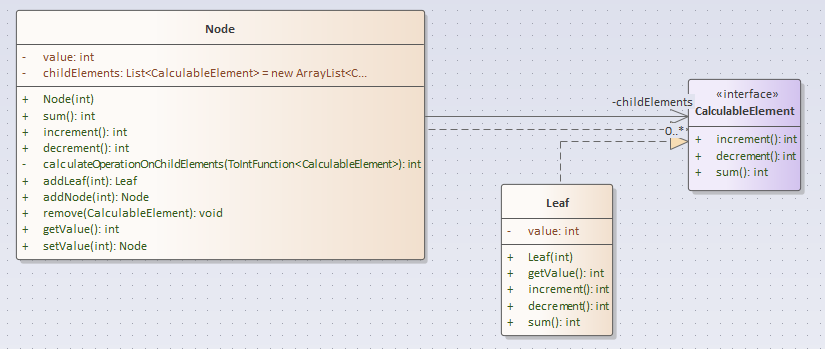 Node
- value: int
- childElements: List<CalculableElement> = new ArrayList<C...
+ Node(int)
+ sum(): int
+ increment(): int
+ decrement(): int
- calculateOperationOnChildElements(ToIntFunction<CalculableElement>): int
+ addLeaf(int): Leaf
+ addNode(int): Node
+ remove(CalculableElement): void
+ getValue(): int
+ setValue(int): Node
-childElements
0..*
«interface»
CalculableElement
+ increment(): int
+ decrement(): int
+ sum(): int
Leaf
- value: int
+ Leaf(int)
+ getValue(): int
+ increment(): int
+ decrement(): int
+ sum(): int